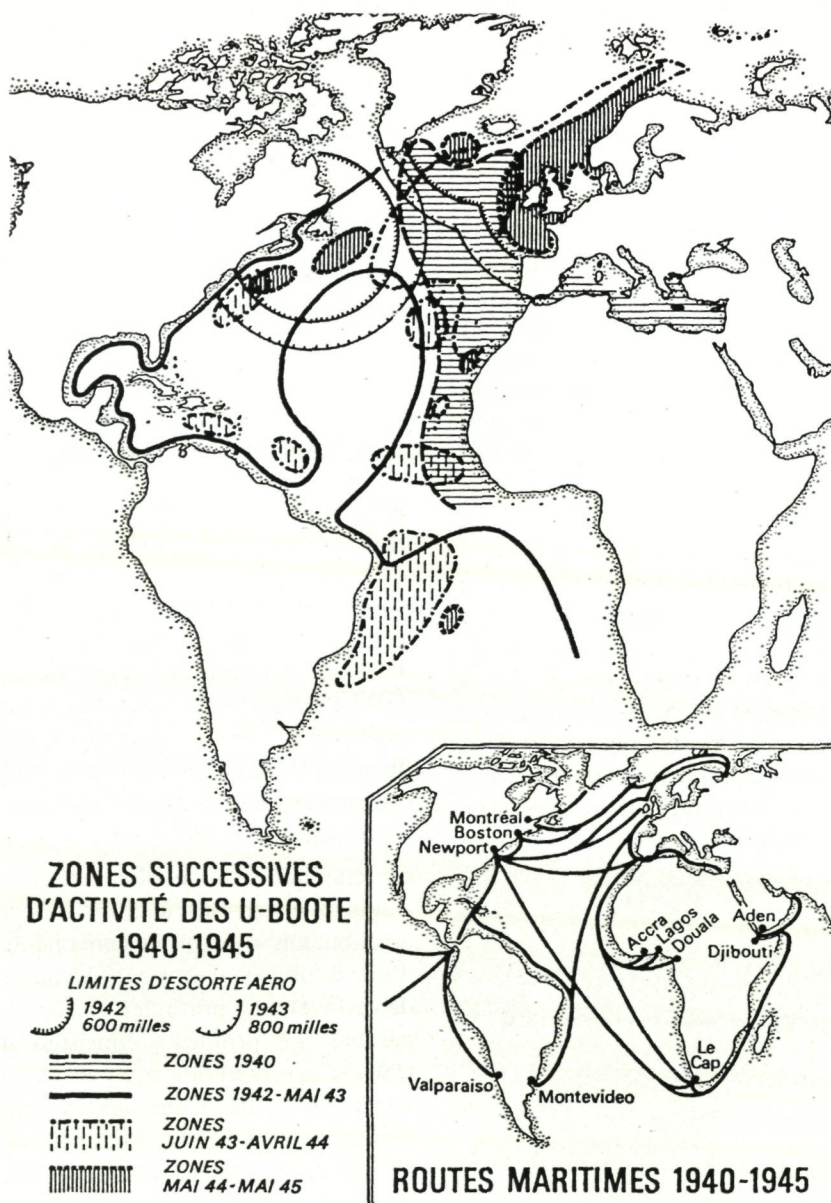 ZONES SUCCESSIVES
D'ACTIVITÉ DES U-BOOTE
1940-1945
LIMITES D'ESCORTE AÉRO
1942
600 milles
1943
800 milles
ZONES 1940
ZONES 1942-MAI 43
ZONES
JUIN 43-AVRIL 44
ZONES
MAI 44-MAI 45
Montréal
Boston
Newport
Accra
Lagos
Douala
Aden
Djibouti
Le
Cap
Valparaiso
Montevideo
ROUTES MARITIMES 1940-1945